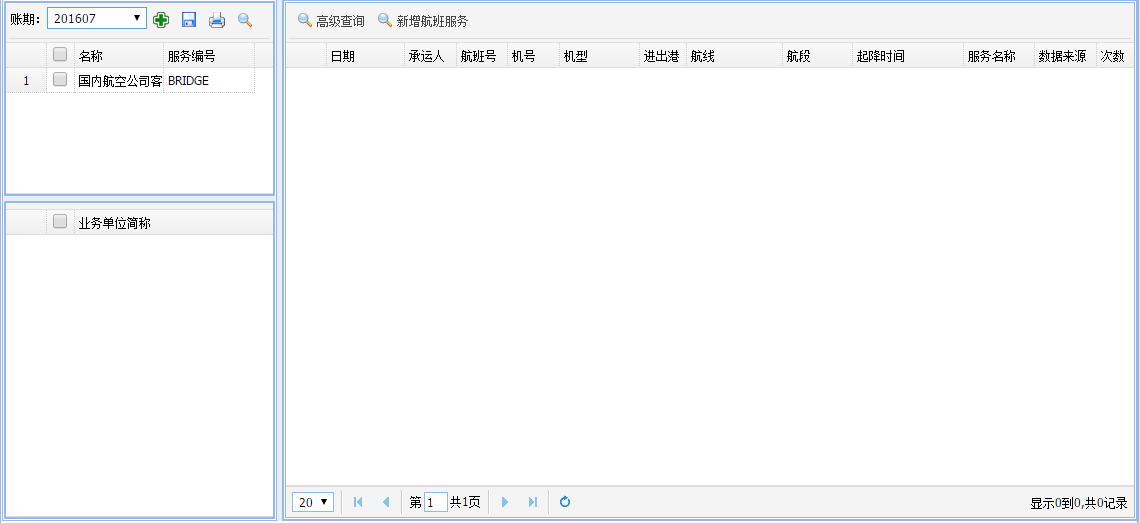 账期： 201607
名称 服务编号
1 国内航空公司客 BRIDGE
业务单位简称
高级查询 新增航班服务
日期 承运人 航班号 机号 机型 进出港 航线 航段 起降时间 服务名称 数据来源 次数
20 第 1 共1页 显示0到0,共0记录